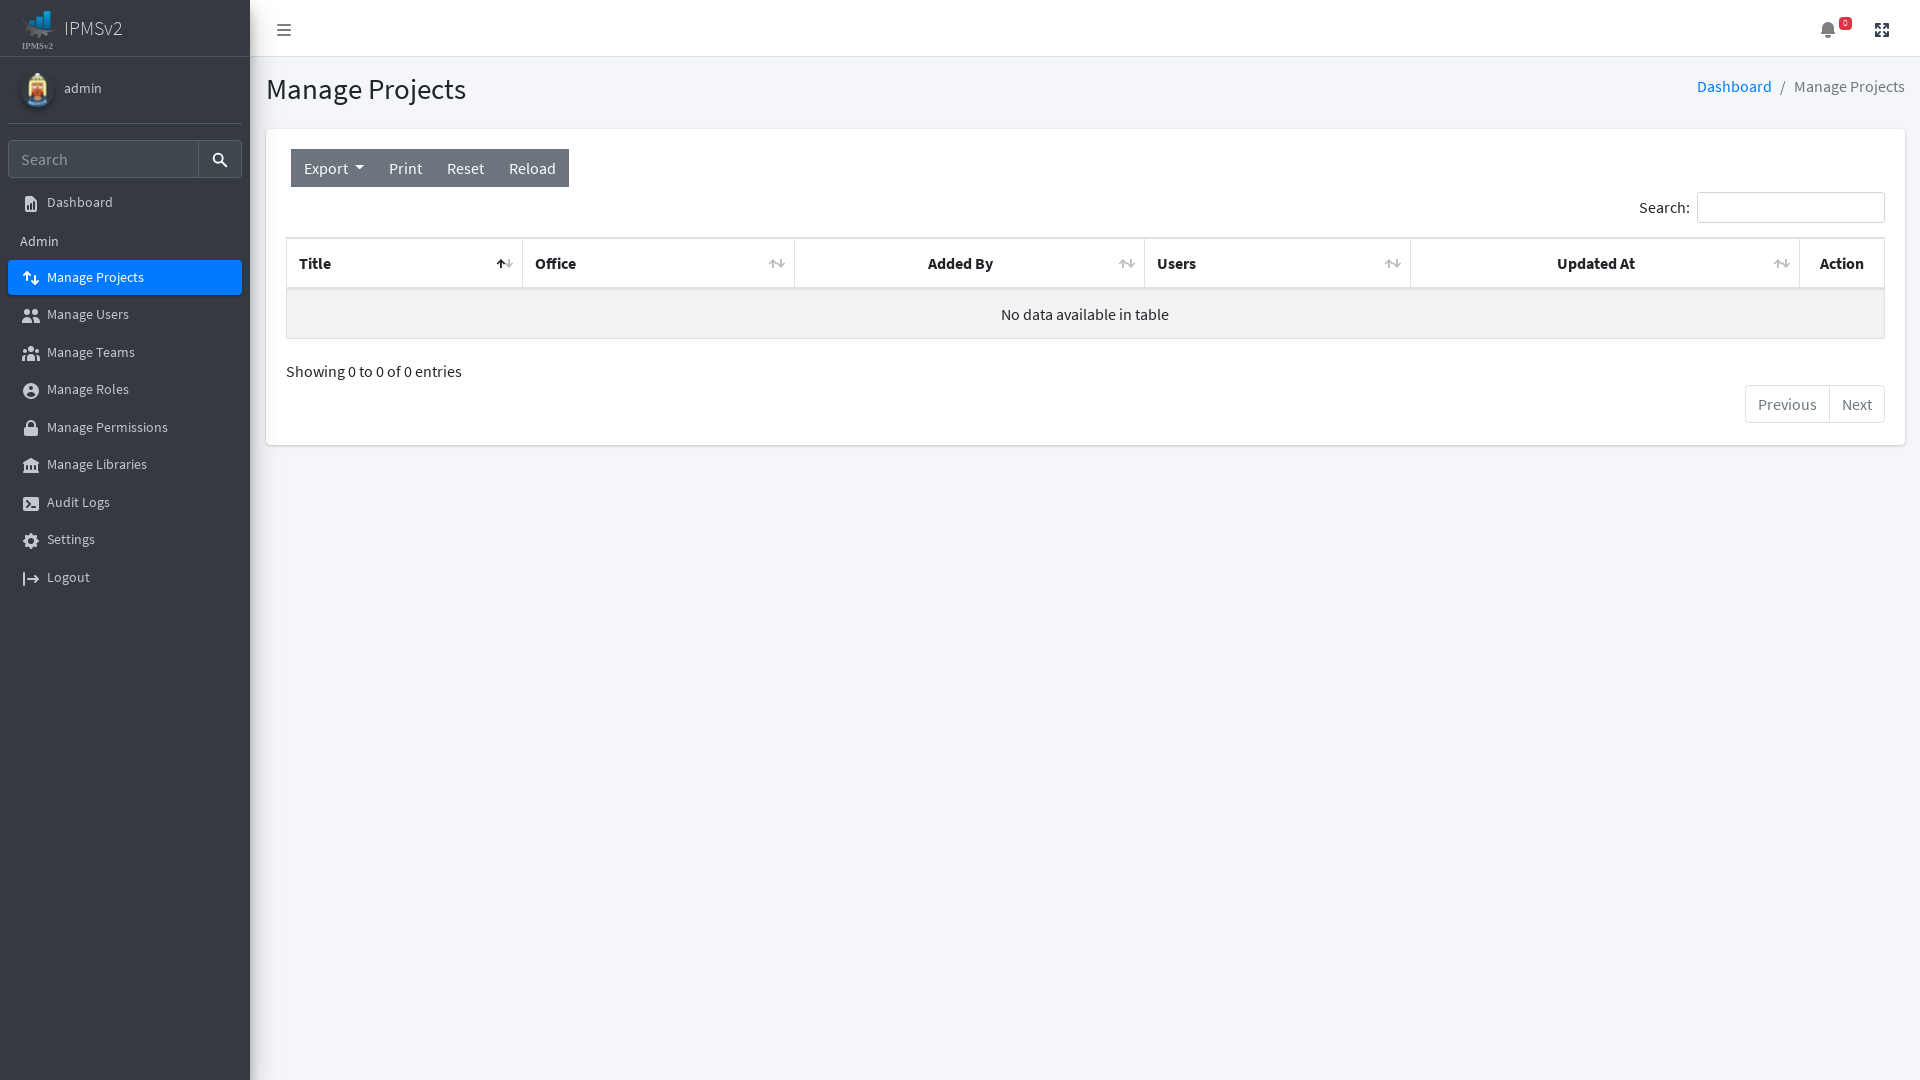 IPMSv2
IPMSv2
admin
Search
Dashboard
Admin
Manage Projects
Manage Users
Manage Teams
Manage Roles
Manage Permissions
Manage Libraries
Audit Logs
Settings
Logout
0
Manage Projects
Dashboard / Manage Projects
Export Print Reset Reload
Search:
Title Office Added By Users Updated At Action
No data available in table
Showing 0 to 0 of 0 entries
Previous Next